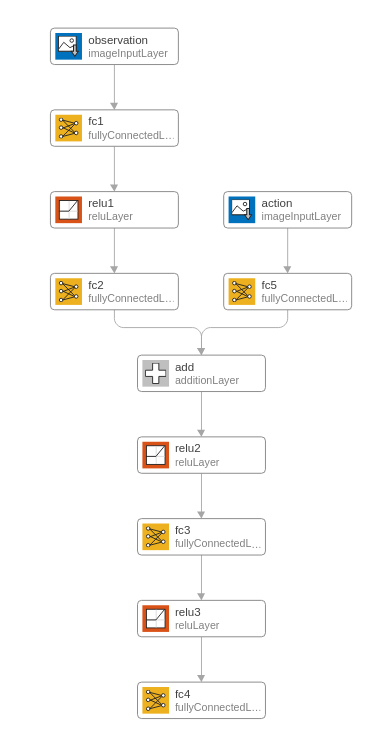 observation
imageInputLayer
fc1
fullyConnectedL...
relu1
reluLayer
action
imageInputLayer
fc2
fullyConnectedL...
fc5
fullyConnectedL...
add
additionLayer
relu2
reluLayer
fc3
fullyConnectedL...
relu3
reluLayer
fc4
fullyConnectedL...